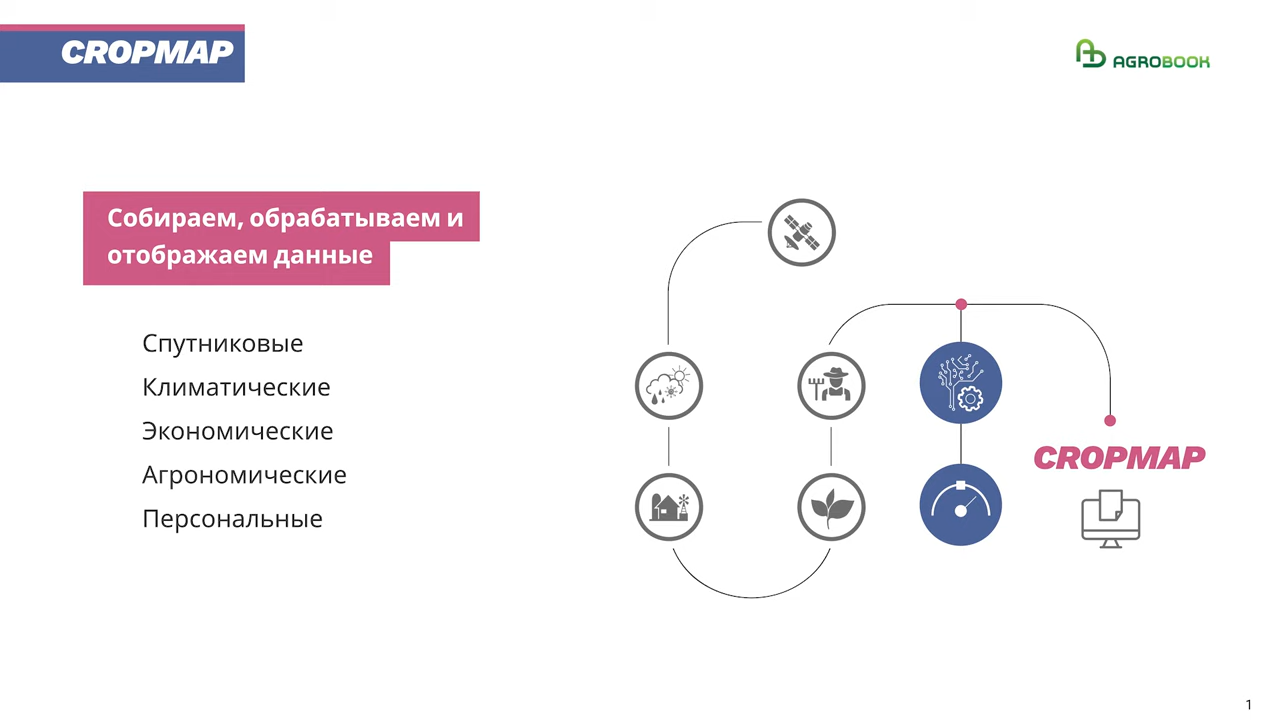 CROPMAP
AGROBOOK
Собираем, обрабатываем и
отображаем данные
Спутниковые
Климатические
Экономические
Агрономические
Персональные
CROPMAP
1